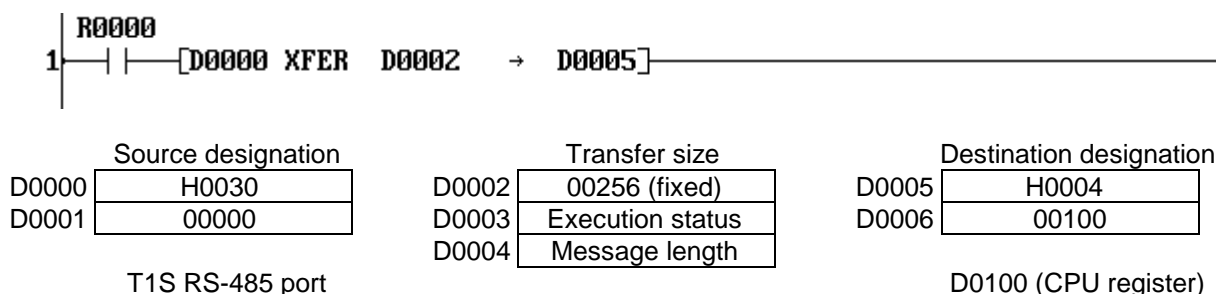 R0000
1 [D0000 XFER D0002 → D0005]
Source designation Transfer size Destination designation
D0000 H0030 D0002 00256 (fixed) D0005 H0004
D0001 00000 D0003 Execution status D0006 00100
D0004 Message length
T1S RS-485 port D0100 (CPU register)